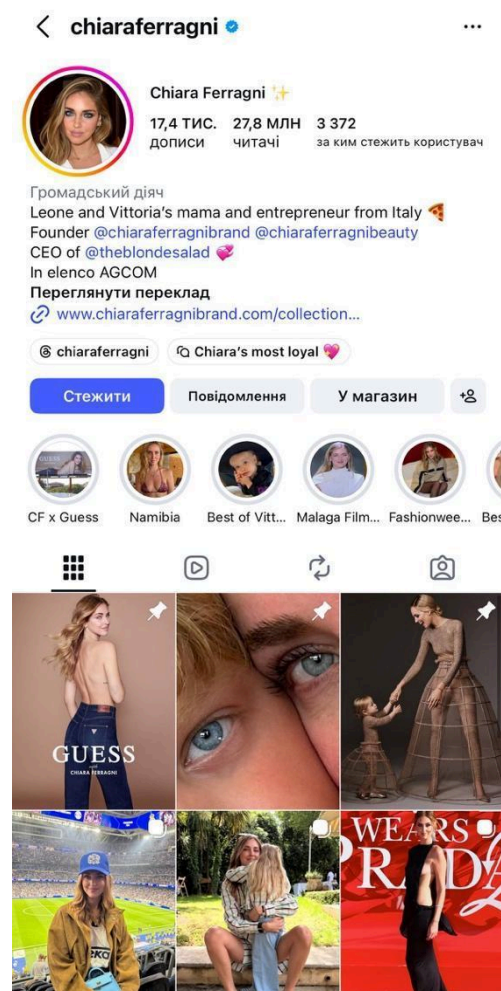 chiaraferragni
Chiara Ferragni ✨
17,4 ТИС. 27,8 МЛН 3 372
дописи читачі за ким стежить користувач
Громадський діяч
Leone and Vittoria’s mama and entrepreneur from Italy 🍕
Founder @chiaraferragnibrand @chiaraferragnibeauty
CEO of @theblondesalad 💞
In elenco AGCOM
Переглянути переклад
www.chiaraferragnibrand.com/collection...
chiaraferragni Chiara’s most loyal 💖
Стежити Повідомлення У магазин
GUESS
CF x Guess Namibia Best of Vitt... Malaga Film... Fashionwee... Bes
GUESS
CHIARA FERRAGNI
WEARS
PRADA